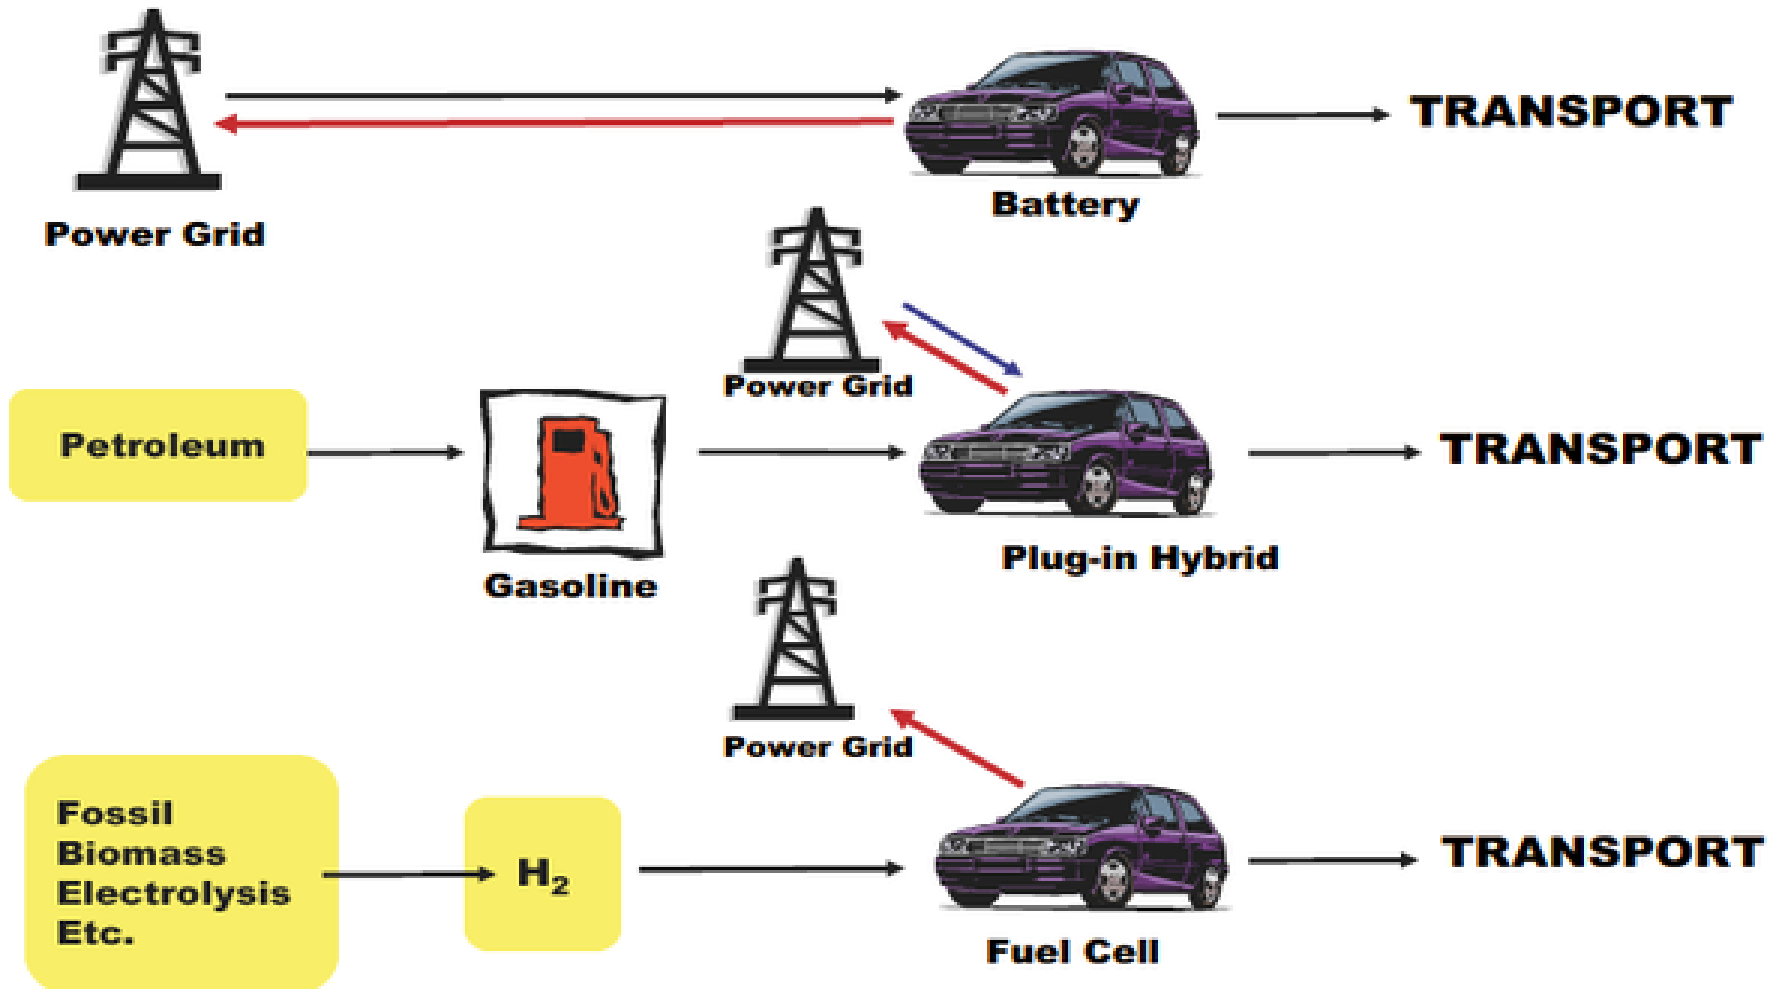 TRANSPORT
Battery
Power Grid
Power Grid
Petroleum
TRANSPORT
Plug-in Hybrid
Gasoline
Power Grid
Fossil
Biomass
Electrolysis
Etc.
H₂
TRANSPORT
Fuel Cell